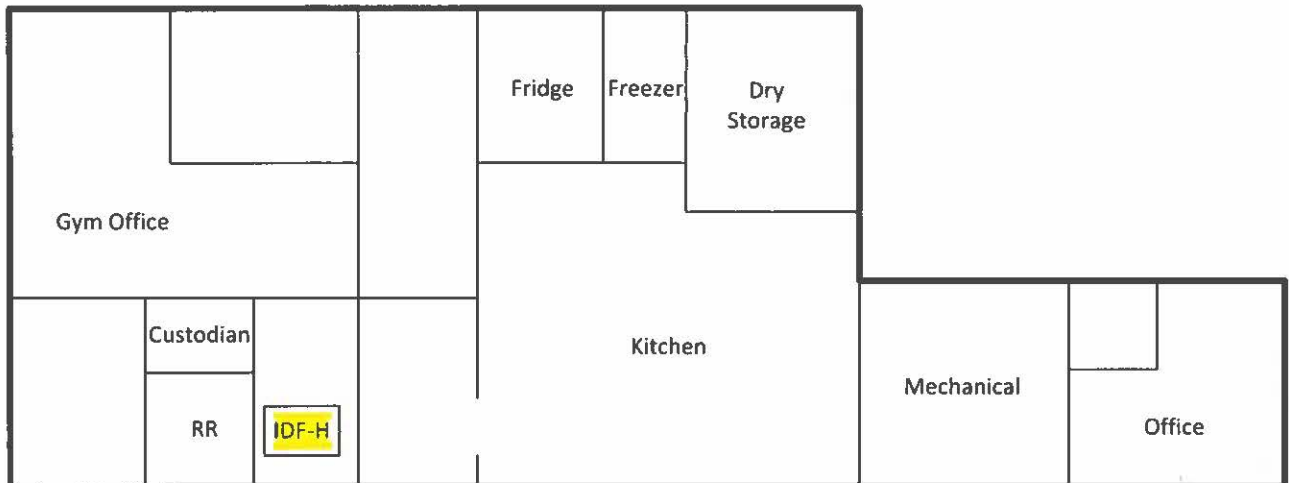 Fridge
Freezer
Dry
Storage
Gym Office
Custodian
Kitchen
Mechanical
RR
IDF-H
Office